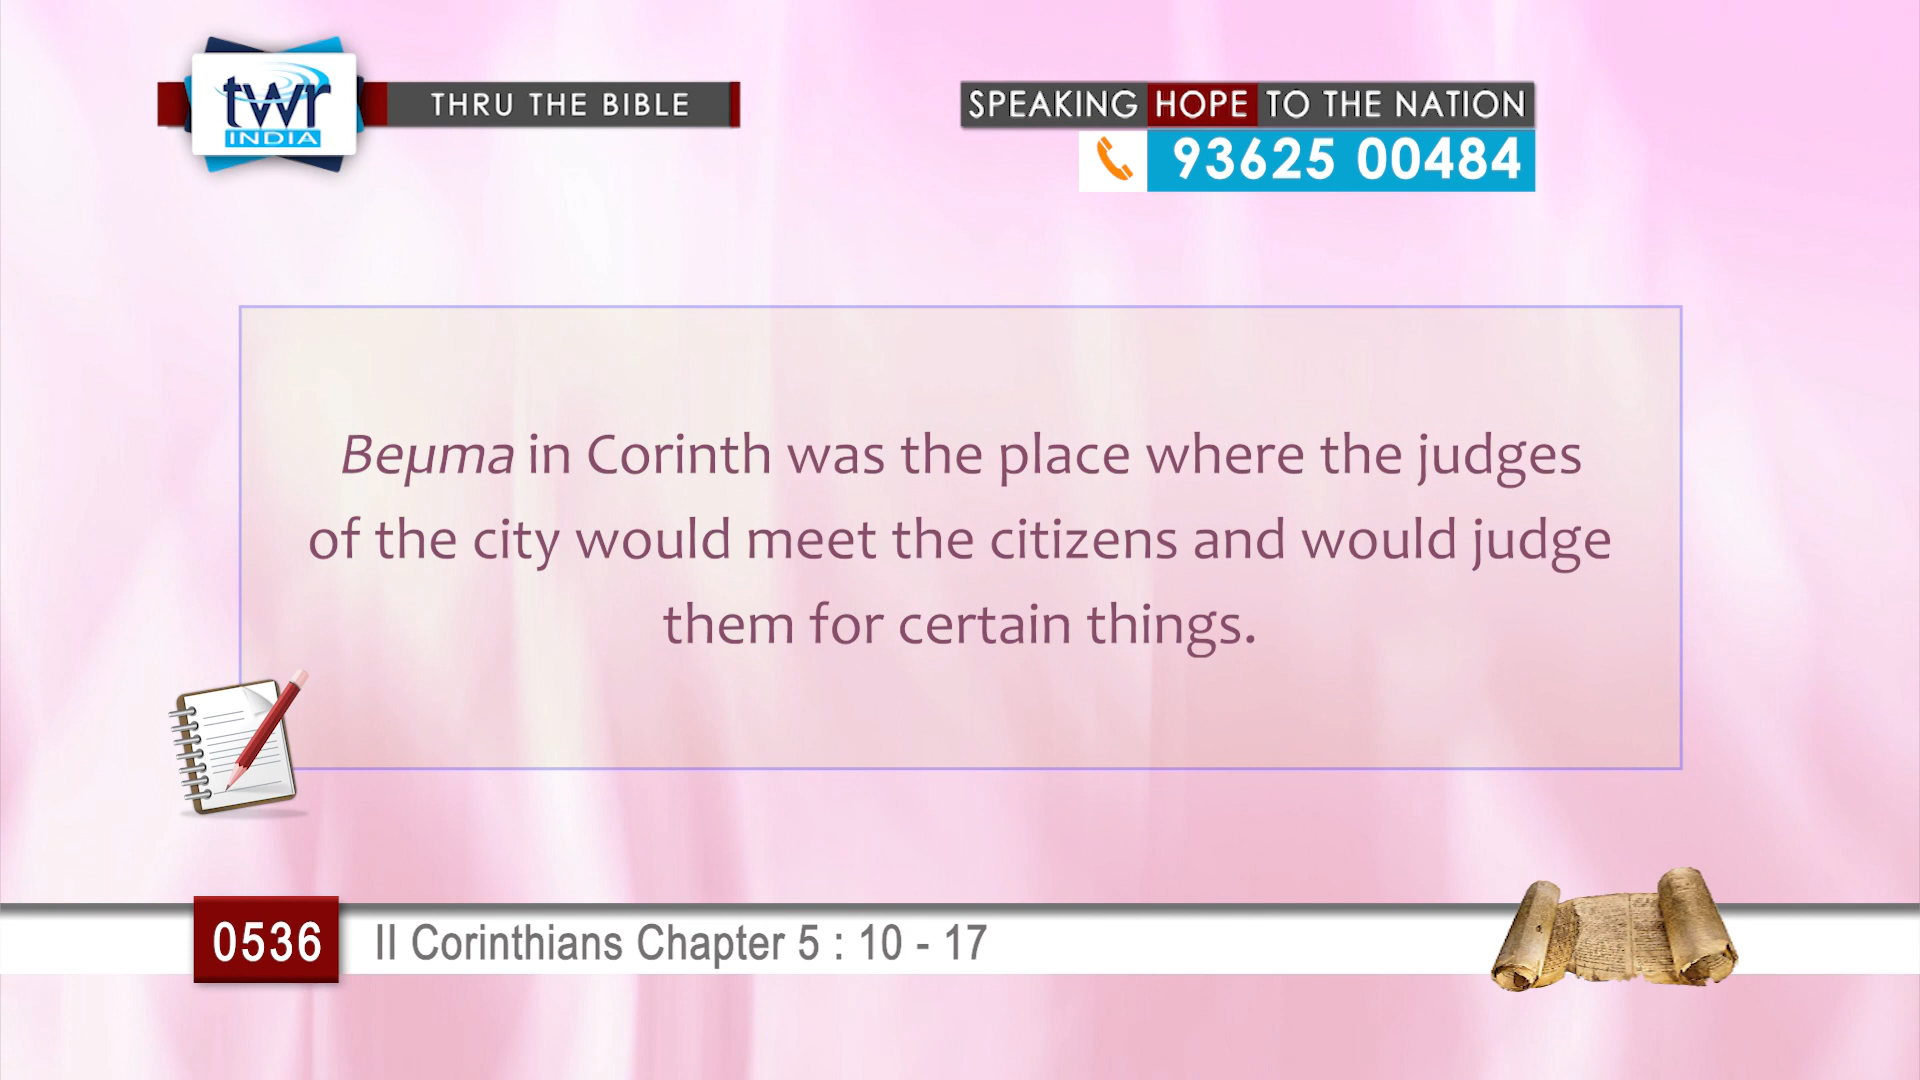 twr
INDIA
THRU THE BIBLE
SPEAKING HOPE TO THE NATION
93625 00484
Beµma in Corinth was the place where the judges
of the city would meet the citizens and would judge
them for certain things.
0536
II Corinthians Chapter 5 : 10 - 17